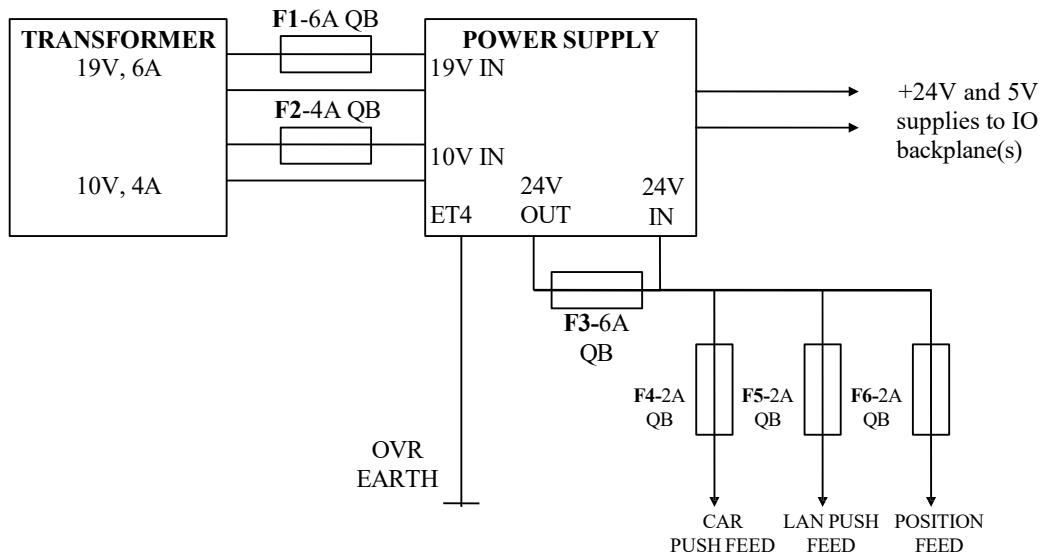 F1-6A QB
TRANSFORMER
19V, 6A
POWER SUPPLY
19V IN
F2-4A QB
+24V and 5V
supplies to IO
backplane(s)
10V IN
10V, 4A
24V
OUT
24V
IN
ET4
F3-6A
QB
F4-2A
QB
F5-2A
QB
F6-2A
QB
OVR
EARTH
CAR
PUSH FEED
LAN PUSH
FEED
POSITION
FEED